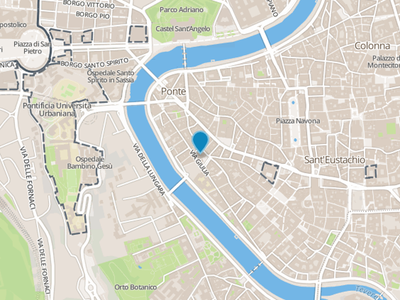 BORGO VITTORIO
BORGO PIO
Parco Adriano
Castel Sant'Angelo
Colonna
Piazza di San
Pietro
BORGO SANTO SPIRITO
Ospedale Santo
Spirito in Sassia
Palazzo di
Montecitor
Ponte
Pontificia Università
Urbaniana
Piazza Navona
VIA GIULIA
Sant'Eustachio
Ospedale
Bambino Gesù
VIA DELLA LUNGARA
VIA DELLE FORNACI
VIA DELLE FORNACI
Orto Botanico